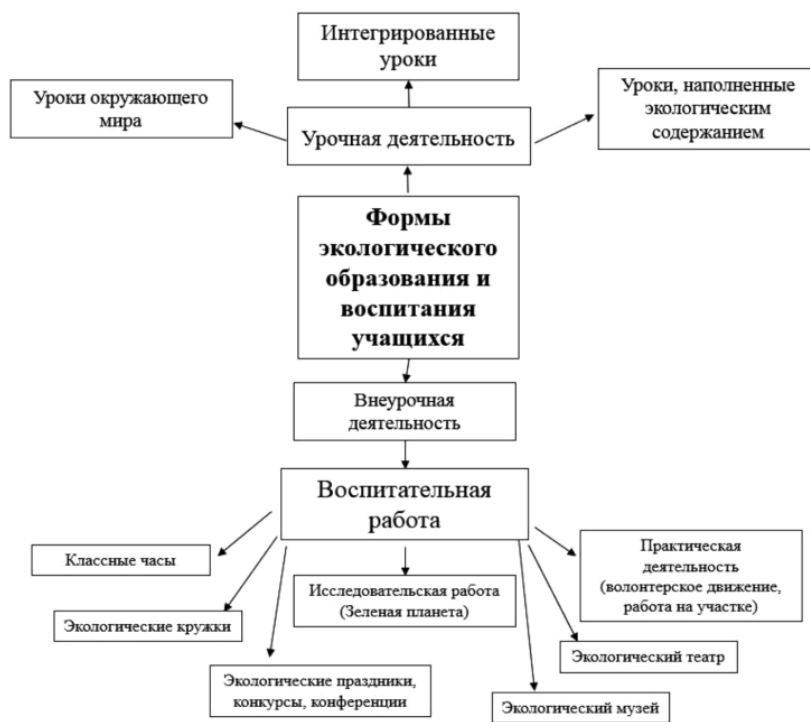 Интегрированные
уроки
Уроки окружающего
мира
Уроки, наполненные
экологическим
содержанием
Урочная деятельность
Формы
экологического
образования и
воспитания
учащихся
Внеурочная
деятельность
Воспитательная
работа
Классные часы
Экологические кружки
Экологические праздники,
конкурсы, конференции
Исследовательская работа
(Зеленая планета)
Экологический музей
Экологический театр
Практическая
деятельность
(волонтерское движение,
работа на участке)